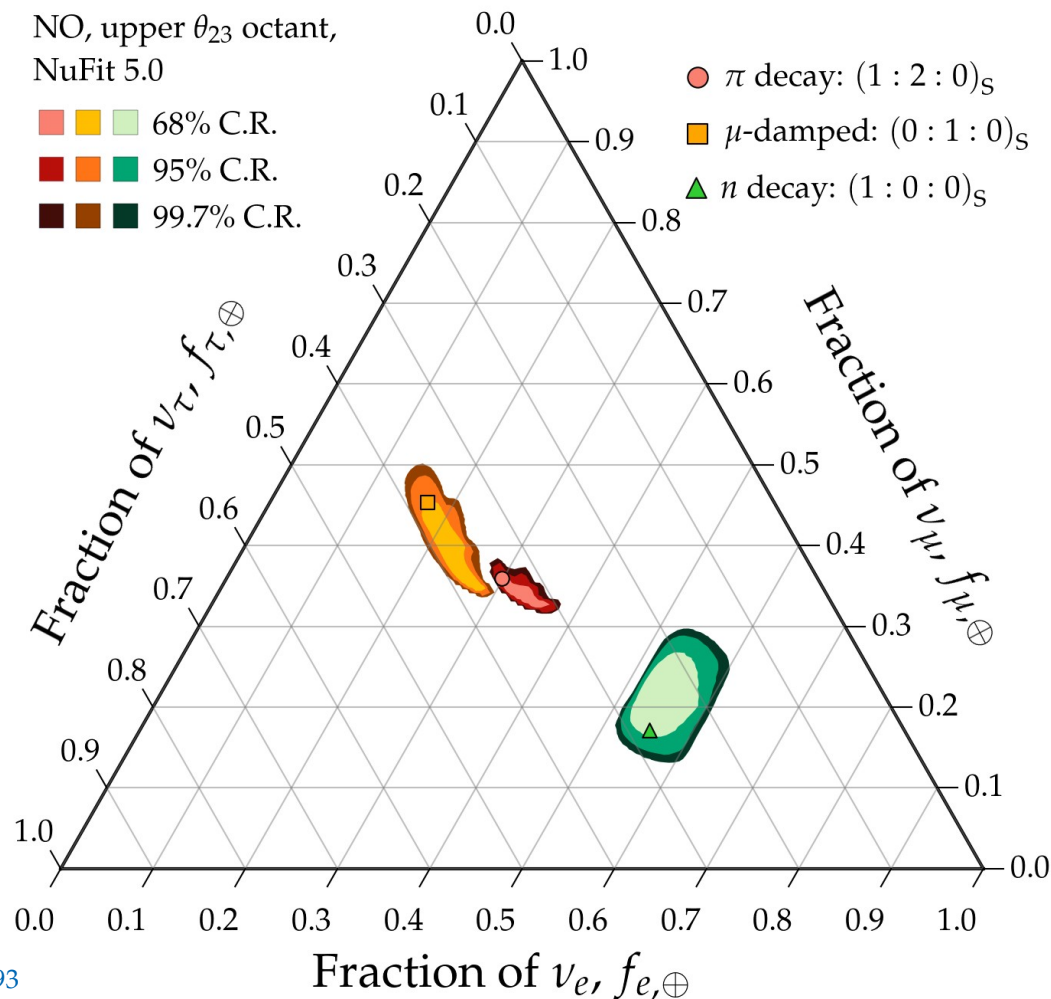 NO, upper θ₂₃ octant,
NuFit 5.0
68% C.R.
95% C.R.
99.7% C.R.
π decay: (1 : 2 : 0)S
μ-damped: (0 : 1 : 0)S
n decay: (1 : 0 : 0)S
Fraction of ντ, fτ,⊕
0.0
0.1
0.2
0.3
0.4
0.5
0.6
0.7
0.8
0.9
1.0
Fraction of νμ, fμ,⊕
1.0
0.9
0.8
0.7
0.6
0.5
0.4
0.3
0.2
0.1
0.0
0.0 0.1 0.2 0.3 0.4 0.5 0.6 0.7 0.8 0.9 1.0
Fraction of νe, fe,⊕
93